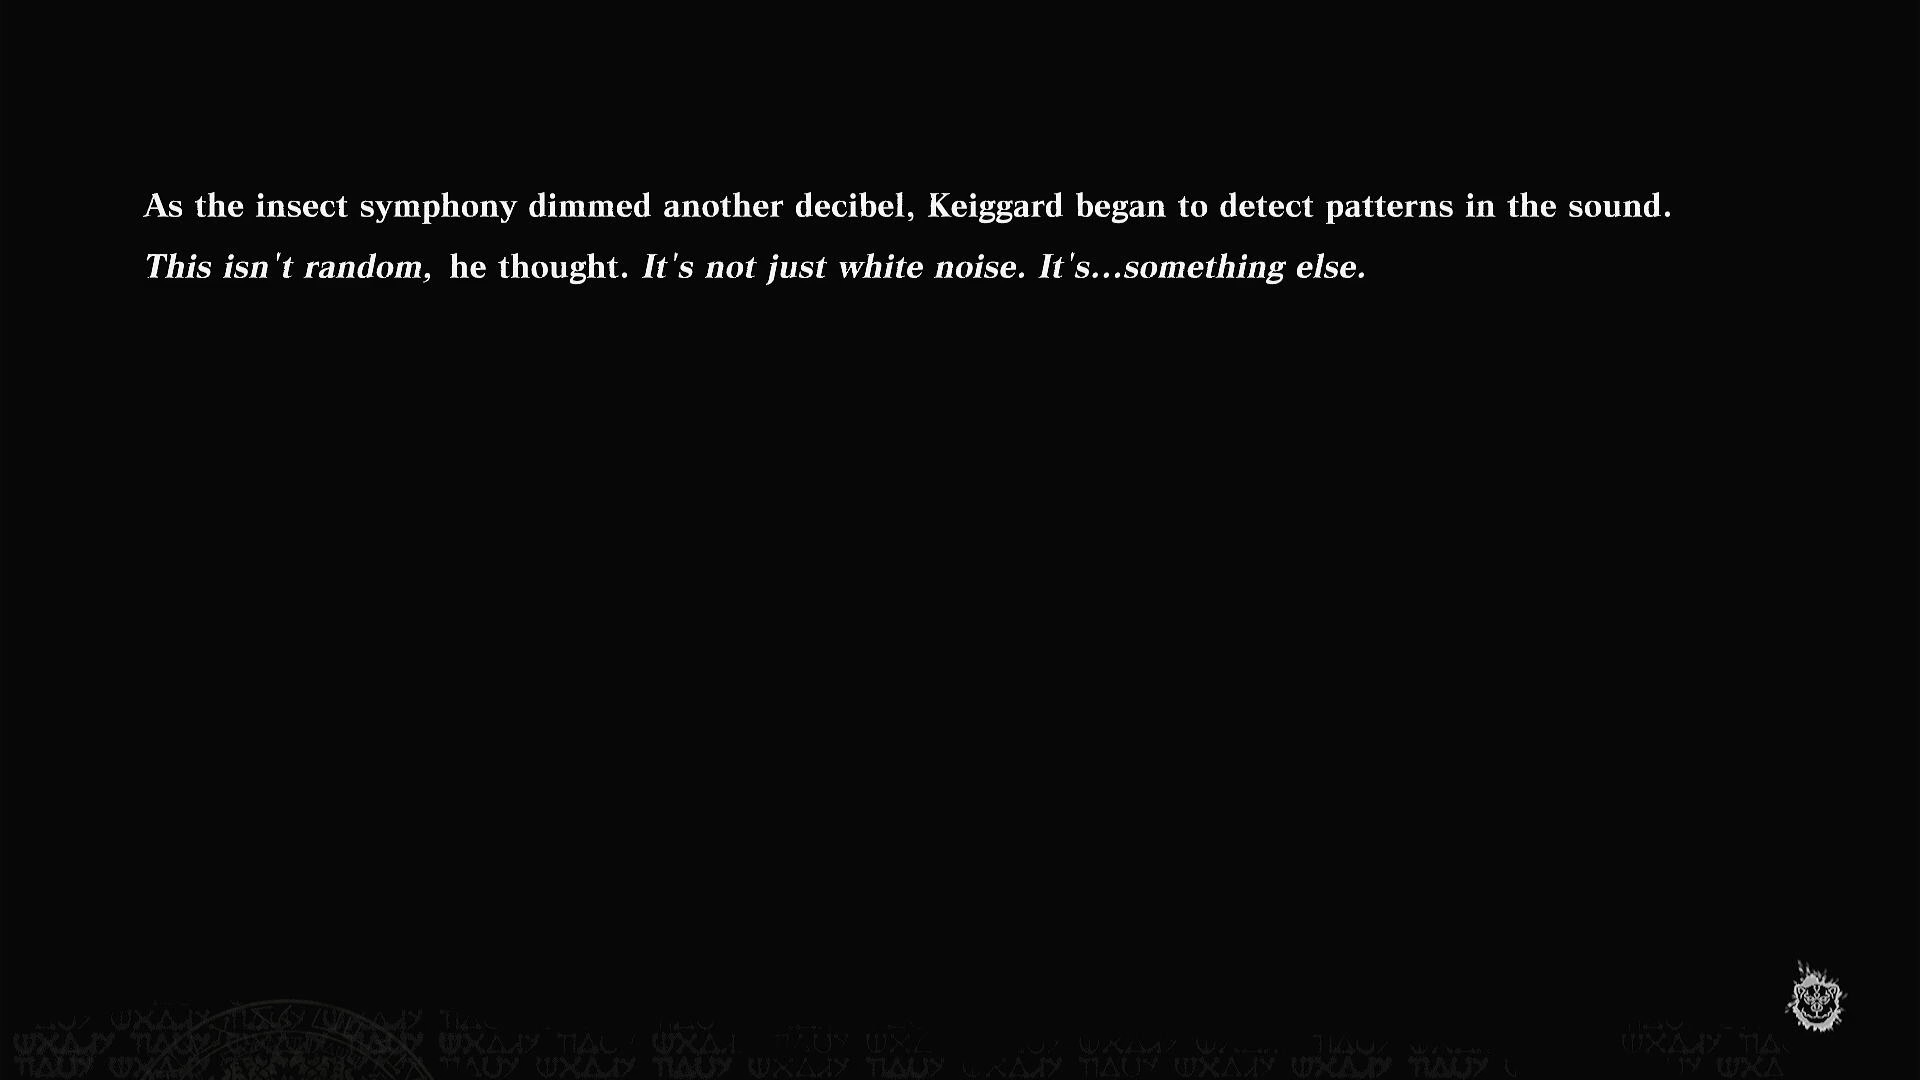 As the insect symphony dimmed another decibel, Keiggard began to detect patterns in the sound.
This isn't random, he thought. It's not just white noise. It's...something else.